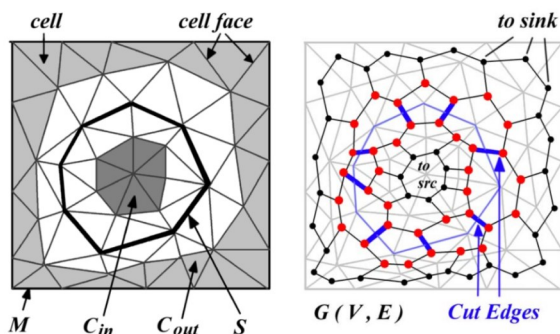 cell
cell face
to sink
to
src
M
C_in
C_out
S
G ( V , E )
Cut Edges